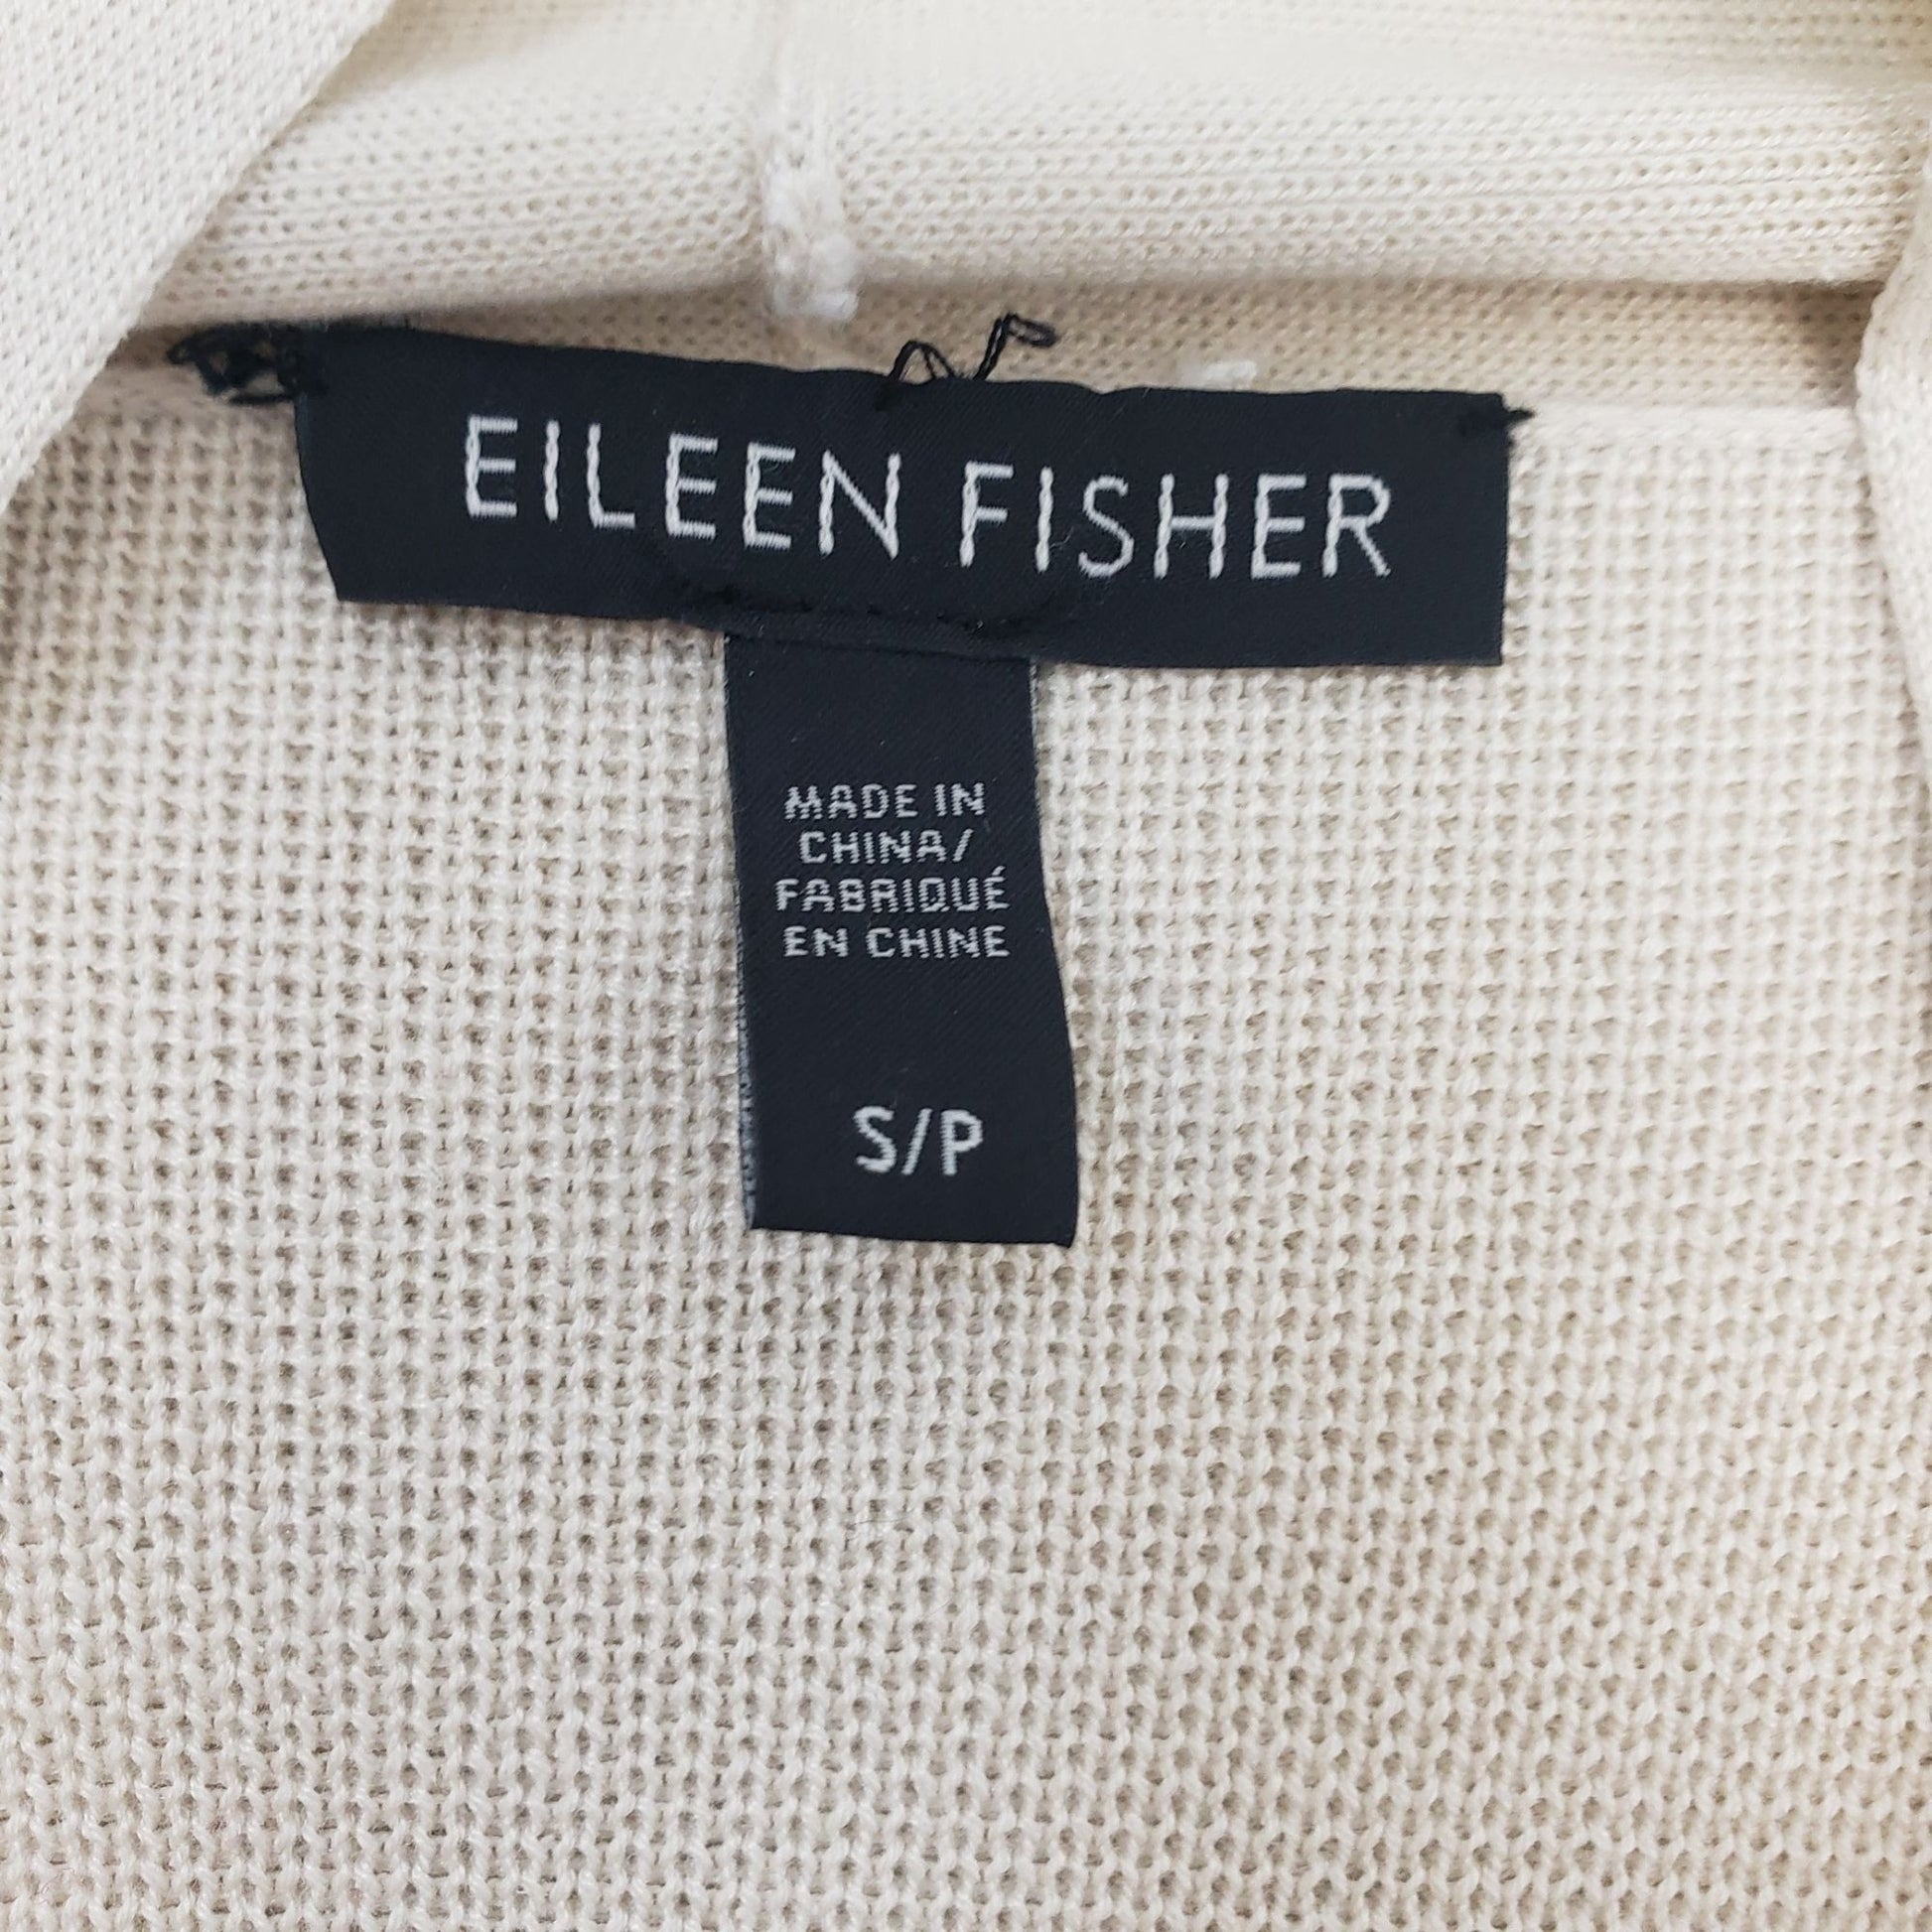 EILEEN FISHER
MADE IN
CHINA/
FABRIQUÉ
EN CHINE
S/P